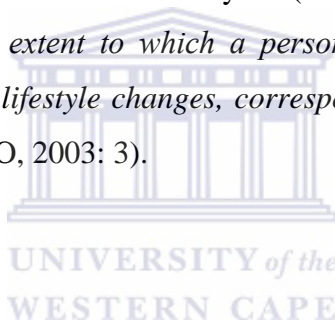 extent to which a person
lifestyle changes, correspo
O, 2003: 3).
UNIVERSITY of the
WESTERN CAPE